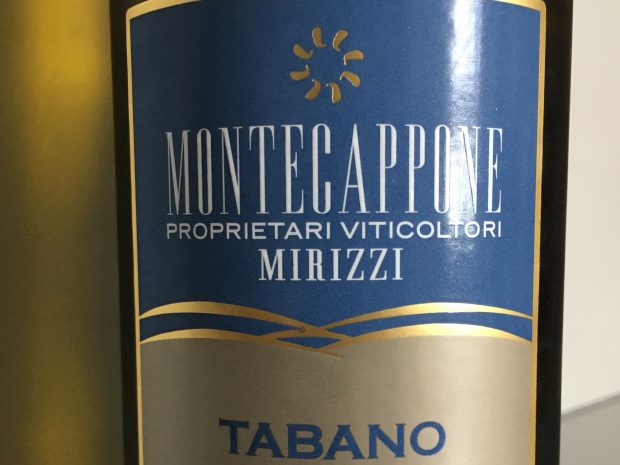 MONTECAPPONE
PROPRIETARI VITICOLTORI
MIRIZZI
TABANO